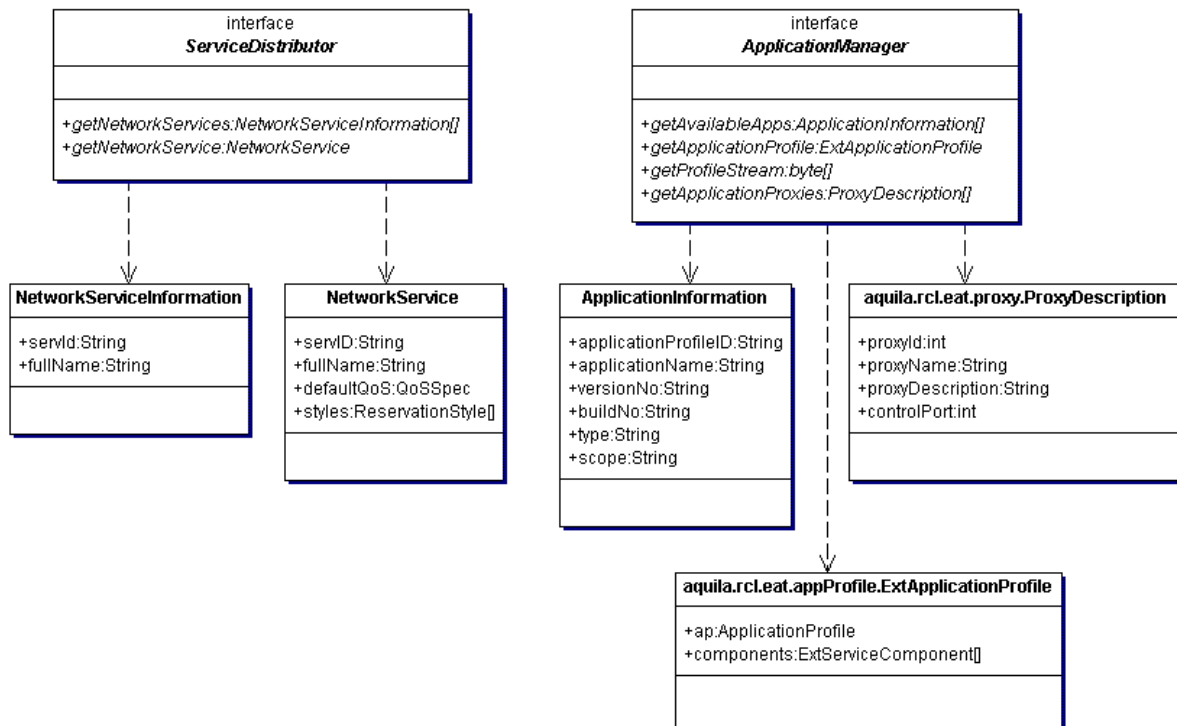 interface
ServiceDistributor
+getNetworkServices:NetworkServiceInformation[]
+getNetworkService:NetworkService
interface
ApplicationManager
+getAvailableApps:ApplicationInformation[]
+getApplicationProfile:ExtApplicationProfile
+getProfileStream:byte[]
+getApplicationProxies:ProxyDescription[]
NetworkServiceInformation
+servId:String
+fullName:String
NetworkService
+servID:String
+fullName:String
+defaultQoS:QoSSpec
+styles:ReservationStyle[]
ApplicationInformation
+applicationProfileID:String
+applicationName:String
+versionNo:String
+buildNo:String
+type:String
+scope:String
aquila.rcl.eat.proxy.ProxyDescription
+proxyId:int
+proxyName:String
+proxyDescription:String
+controlPort:int
aquila.rcl.eat.appProfile.ExtApplicationProfile
+ap:ApplicationProfile
+components:ExtServiceComponent[]